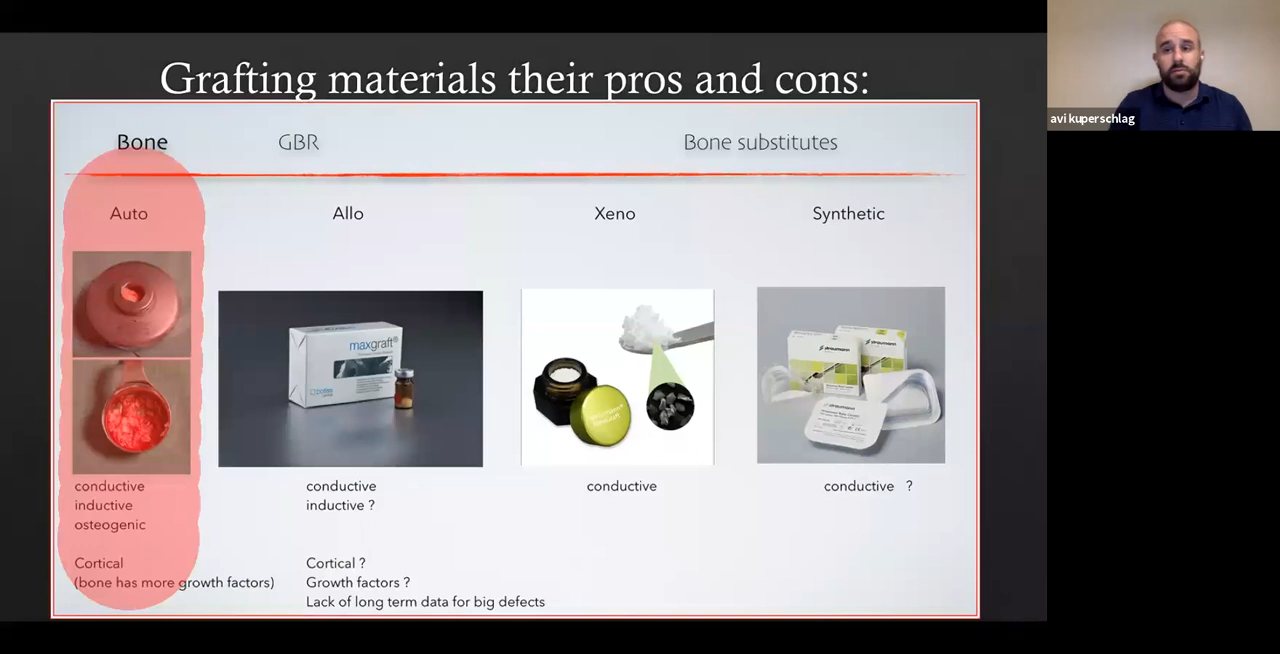 Grafting materials their pros and cons:
avi kuperschlag
Bone GBR Bone substitutes
Auto Allo Xeno Synthetic
maxgraft®
straumann
straumann
conductive
inductive
osteogenic
conductive
inductive ?
conductive
conductive ?
Cortical
(bone has more growth factors)
Cortical ?
Growth factors ?
Lack of long term data for big defects